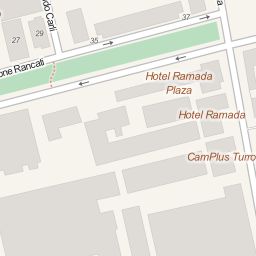 do Carli
29
27
37
35
one Rancati
Hotel Ramada
Plaza
Hotel Ramada
CamPlus Turro